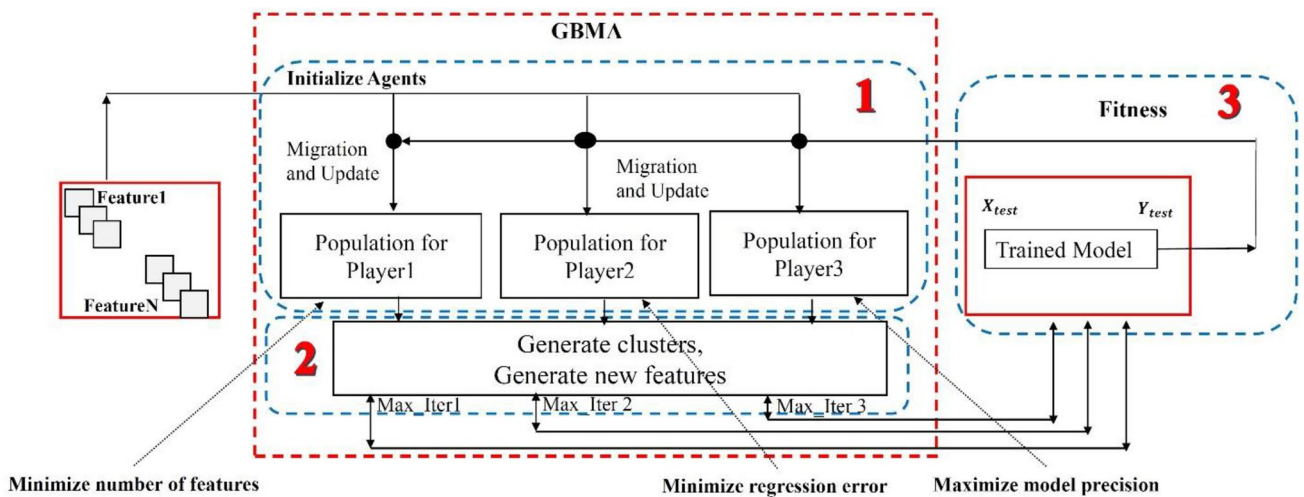 GBMA
Initialize Agents
1
Fitness
3
Migration
and Update
Migration
and Update
Feature1
FeatureN
X_test
Y_test
Trained Model
Population for
Player1
Population for
Player2
Population for
Player3
2
Generate clusters,
Generate new features
Max_Iter1
Max_Iter 2
Max_Iter 3
Minimize number of features
Minimize regression error
Maximize model precision